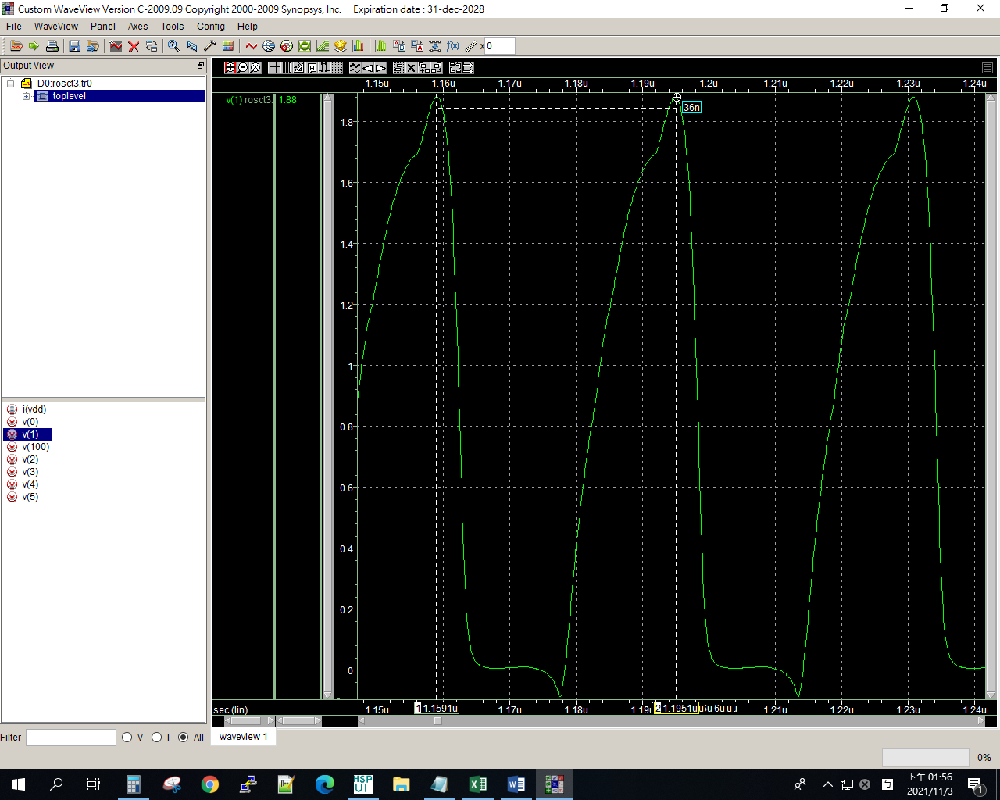 Custom WaveView Version C-2009.09 Copyright 2000-2009 Synopsys, Inc. Expiration date : 31-dec-2028
File WaveView Panel Axes Tools Config Help
f(x) x 0
Output View
D0:rosct3.tr0
toplevel
1.15u 1.16u 1.17u 1.18u 1.19u 1.2u 1.21u 1.22u 1.23u 1.24u
v(1) rosct3. 1.88
36n
1.8
1.6
1.4
1.2
1
0.8
0.6
0.4
0.2
0
i(vdd)
v(0)
v(1)
v(100)
v(2)
v(3)
v(4)
v(5)
sec (lin) 1.15u 1 1.1591u 1.17u 1.18u 2 1.1951u 1.21u 1.22u 1.23u 1.24u
Filter V I All
waveview 1
0%
HSP UI
下午 01:56
2021/11/3
1